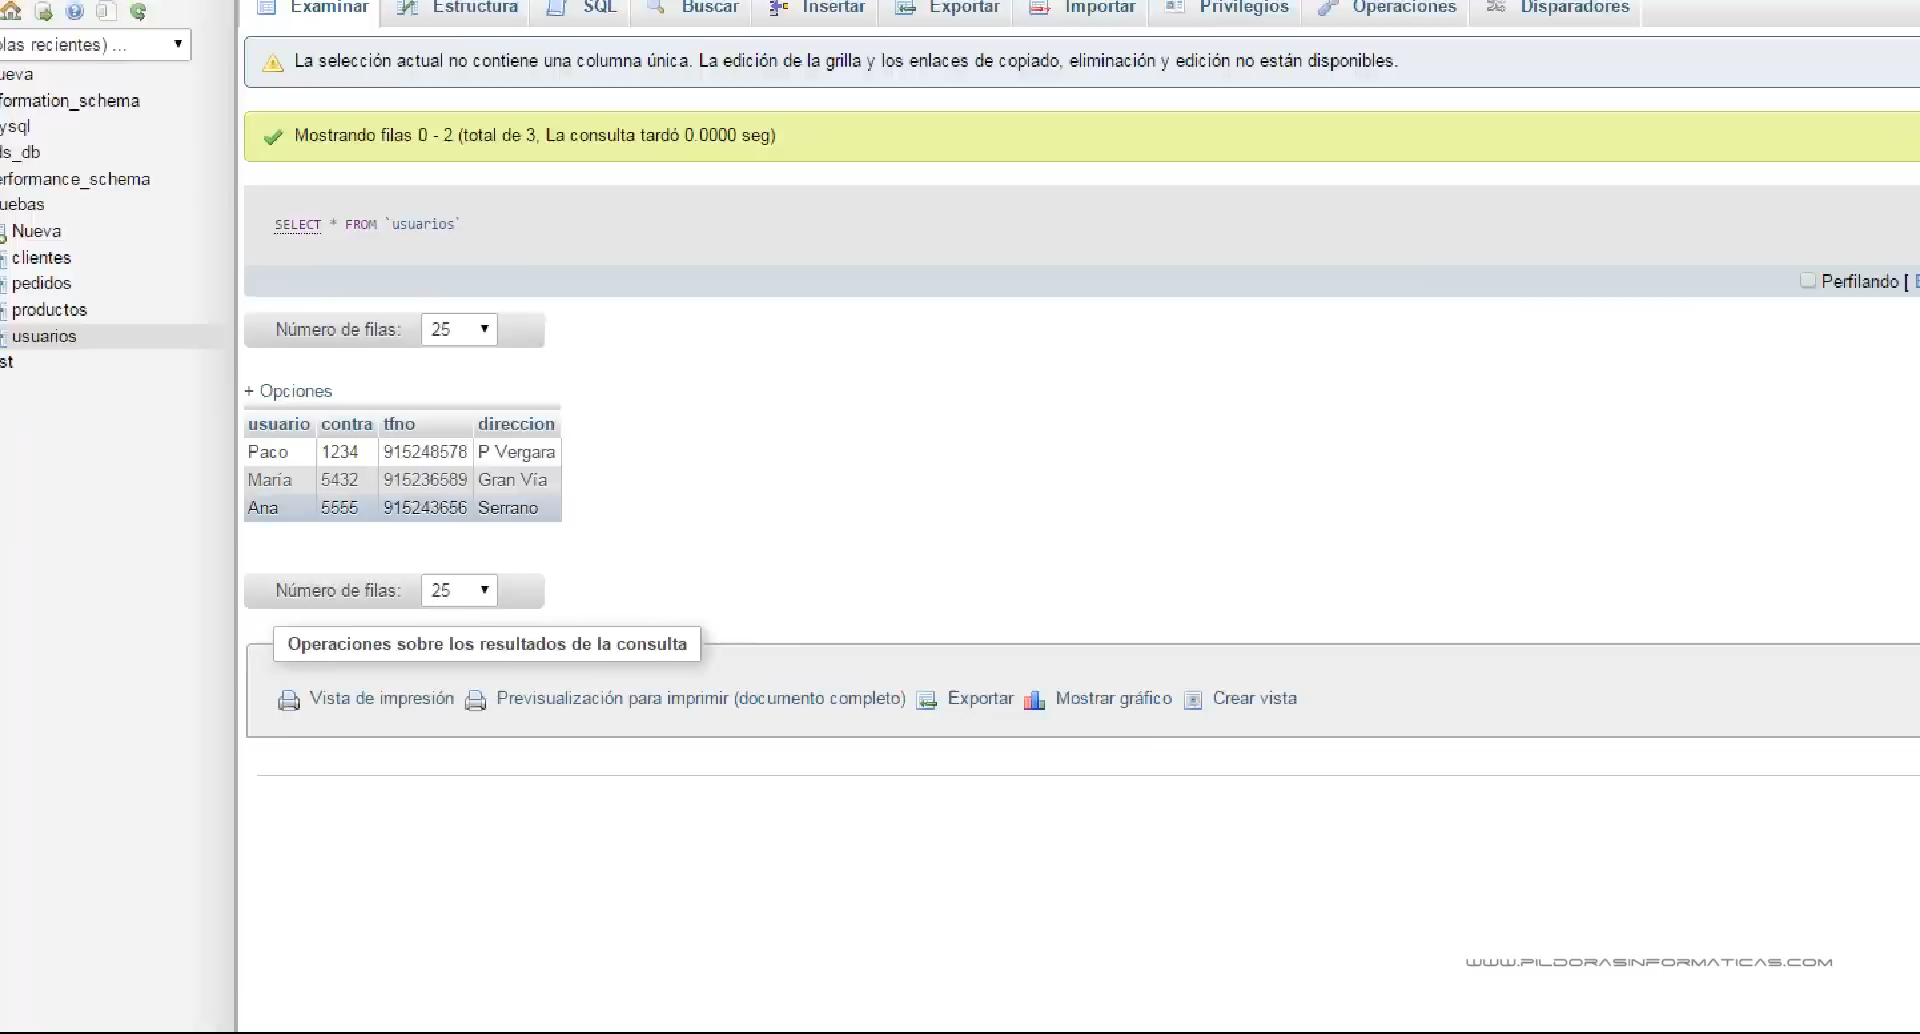 Examinar Estructura SQL Buscar Insertar Exportar Importar Privilegios Operaciones Disparadores
(...) recientes) ...
La selección actual no contiene una columna única. La edición de la grilla y los enlaces de copiado, eliminación y edición no están disponibles.
Mostrando filas 0 - 2 (total de 3, La consulta tardó 0.0000 seg)
ueva
formation_schema
ysql
ds_db
erformance_schema
uebas
Nueva
clientes
pedidos
productos
usuarios
st
SELECT * FROM `usuarios`
Perfilando [
Número de filas: 25
+ Opciones
usuario contra tfno direccion
Paco 1234 915248578 P Vergara
María 5432 915236589 Gran Vía
Ana 5555 915243656 Serrano
Número de filas: 25
Operaciones sobre los resultados de la consulta
Vista de impresión Previsualización para imprimir (documento completo) Exportar Mostrar gráfico Crear vista
WWW.PILDORASINFORMATICAS.COM